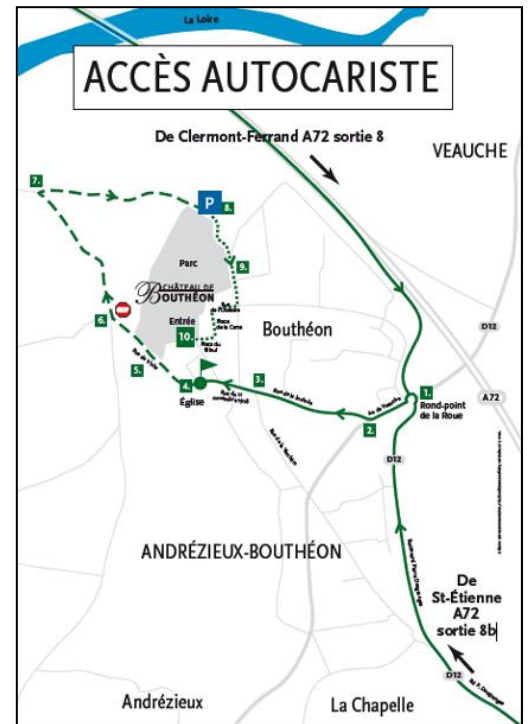 La Loire
ACCÈS AUTOCARISTE
De Clermont-Ferrand A72 sortie 8
VEAUCHE
7.
P
8.
Parc
9.
CHÂTEAU DE
BOUTHÉON
6.
Entrée
10.
Place du
Bouthéon
D12
5.
4.
Église
3.
1.
Rond-point
de la Roue
A72
2.
D12
ANDRÉZIEUX-BOUTHÉON
De
St-Étienne
A72
sortie 8b
D12
Andrézieux
La Chapelle